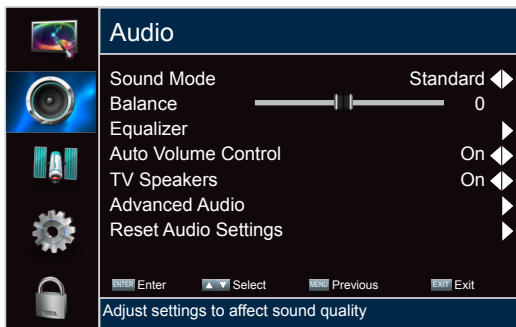 Audio
Sound Mode Standard
Balance 0
Equalizer
Auto Volume Control On
TV Speakers On
Advanced Audio
Reset Audio Settings
ENTER Enter ▲ ▼ Select MENU Previous EXIT Exit
Adjust settings to affect sound quality